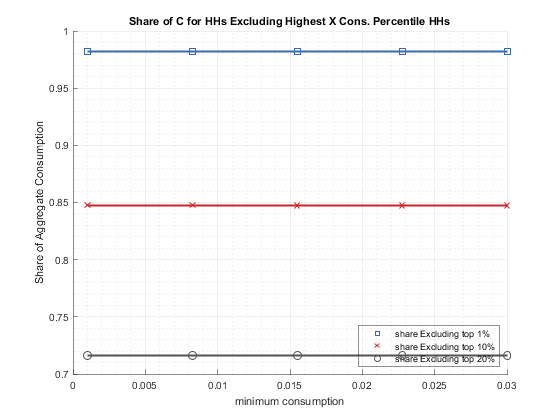 Share of C for HHs Excluding Highest X Cons. Percentile HHs
1
0.95
0.9
0.85
0.8
0.75
0.7
Share of Aggregate Consumption
share Excluding top 1%
share Excluding top 10%
share Excluding top 20%
0 0.005 0.01 0.015 0.02 0.025 0.03
minimum consumption